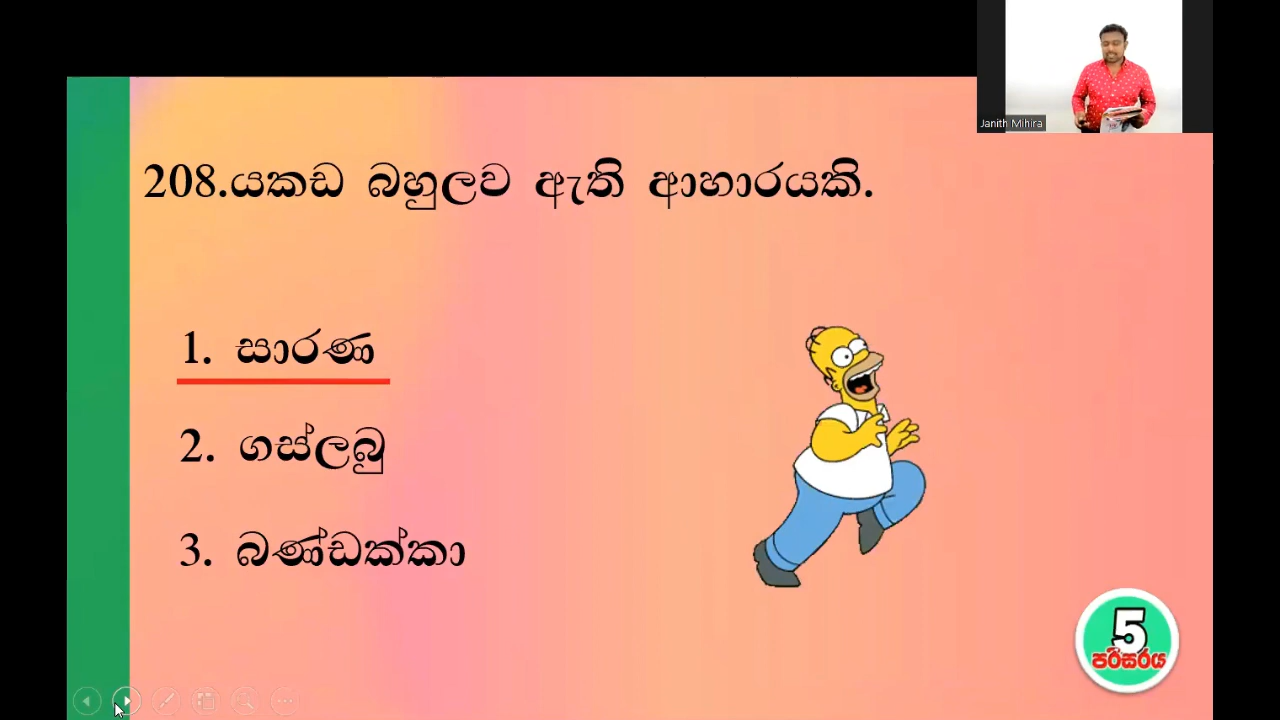 Janith Mihira
208.යකඩ බහුලව ඇති ආහාරයකි.
1. සාරණ
2. ගස්ලබු
3. බණ්ඩක්කා
5
පරිසරය